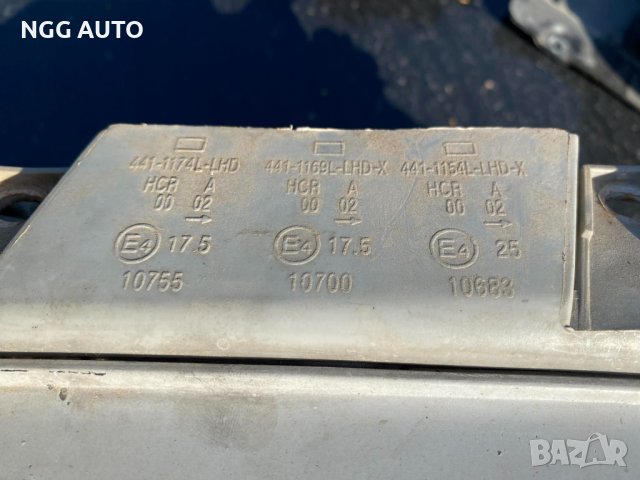 NGG AUTO
441-1174L-LHD 441-1169L-LHD-X 441-1154L-LHD-X
HCR A HCR A HCR A
00 02 00 02 00 02
E4 17.5 E4 17.5 E4 25
10755 10700 10683
BAZAR